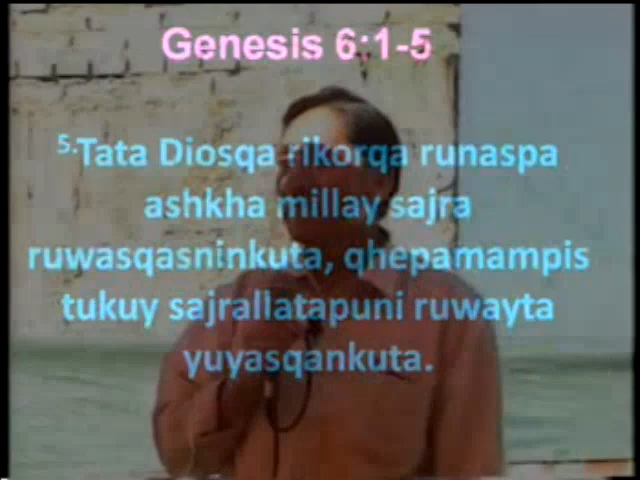 Genesis 6:1-5
5.Tata Diosqa rikorqa runaspa
ashkha millay sajra
ruwasqasninkuta, qhepamampis
tukuy sajrallatapuni ruwayta
yuyasqankuta.